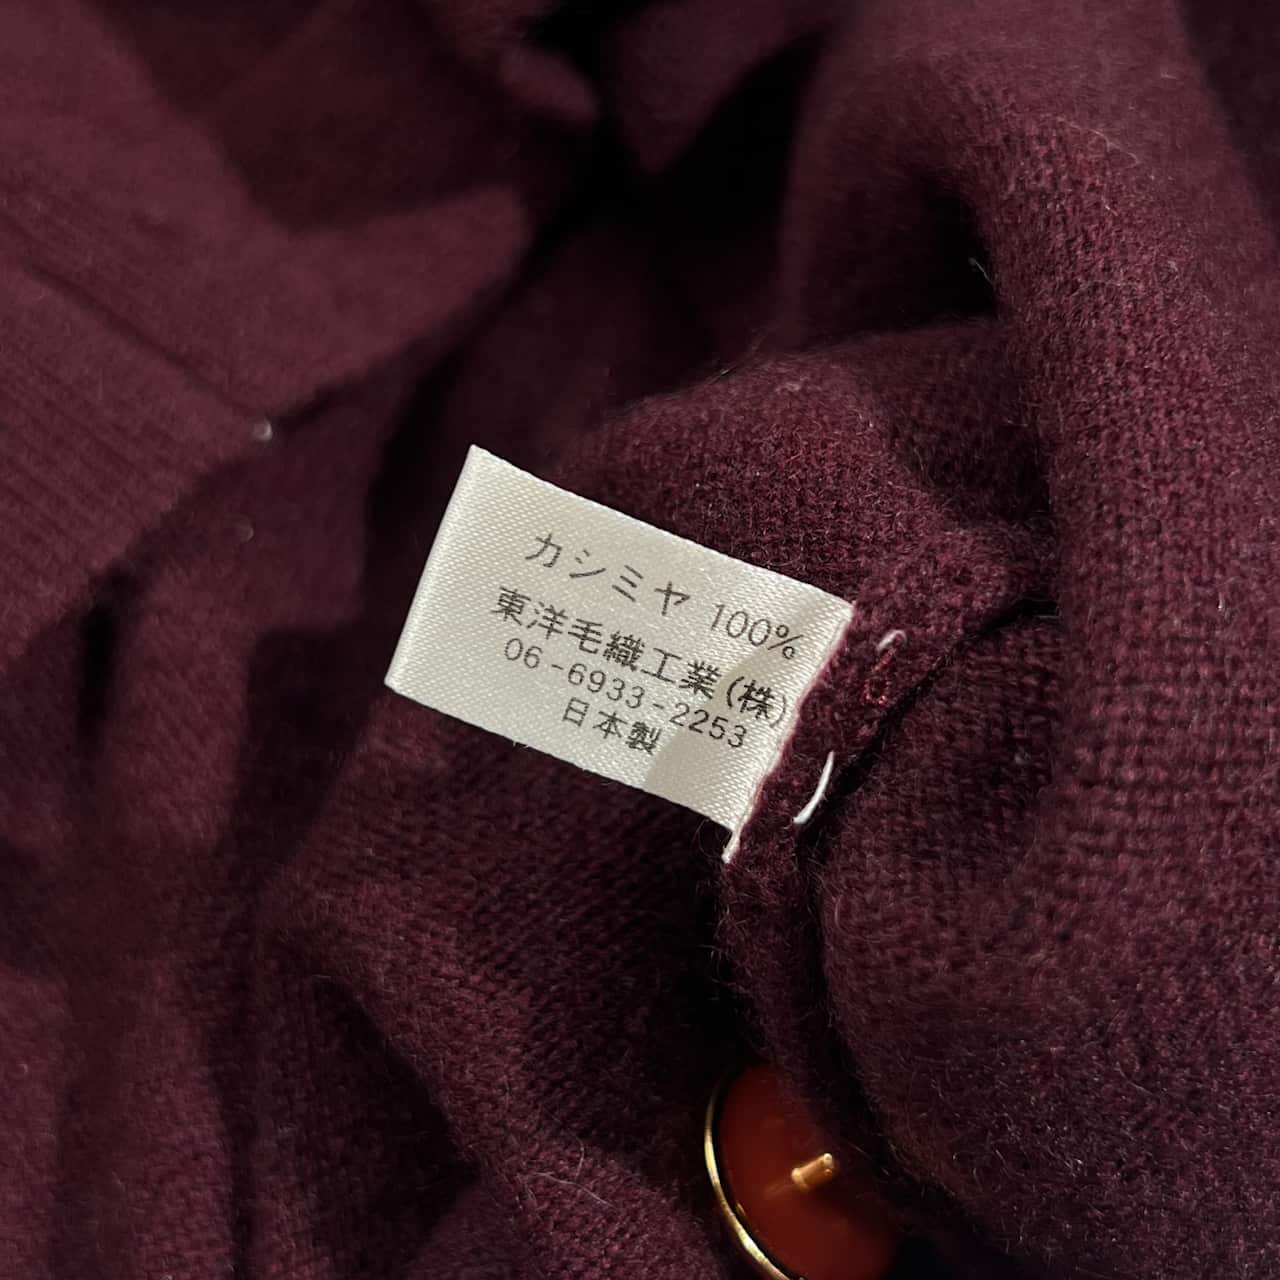 カシミヤ 100%
東洋毛織工業(株)
06-6933-2253
日本製